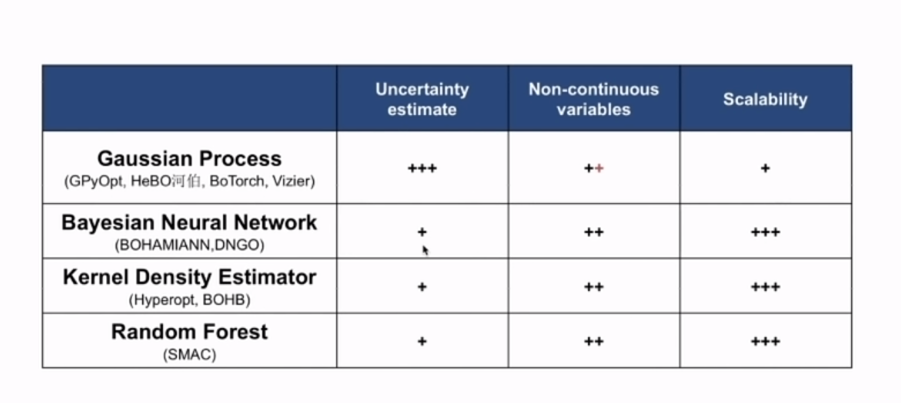 Uncertainty
estimate
Non-continuous
variables
Scalability
Gaussian Process
(GPyOpt, HeBO河伯, BoTorch, Vizier)
+++
++
+
Bayesian Neural Network
(BOHAMIANN,DNGO)
+
++
+++
Kernel Density Estimator
(Hyperopt, BOHB)
+
++
+++
Random Forest
(SMAC)
+
++
+++